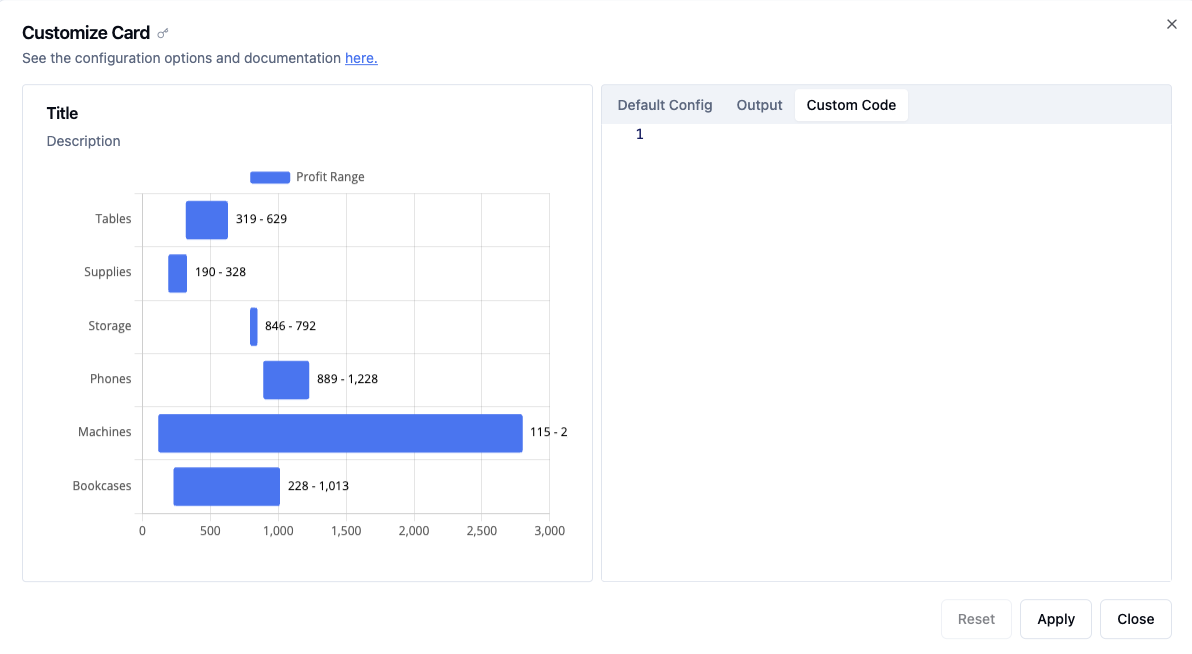 Customize Card
See the configuration options and documentation here.
Title
Description
Profit Range
Tables
319 - 629
Supplies
190 - 328
Storage
846 - 792
Phones
889 - 1,228
Machines
115 - 2
Bookcases
228 - 1,013
0 500 1,000 1,500 2,000 2,500 3,000
Default Config Output Custom Code
1
Reset Apply Close